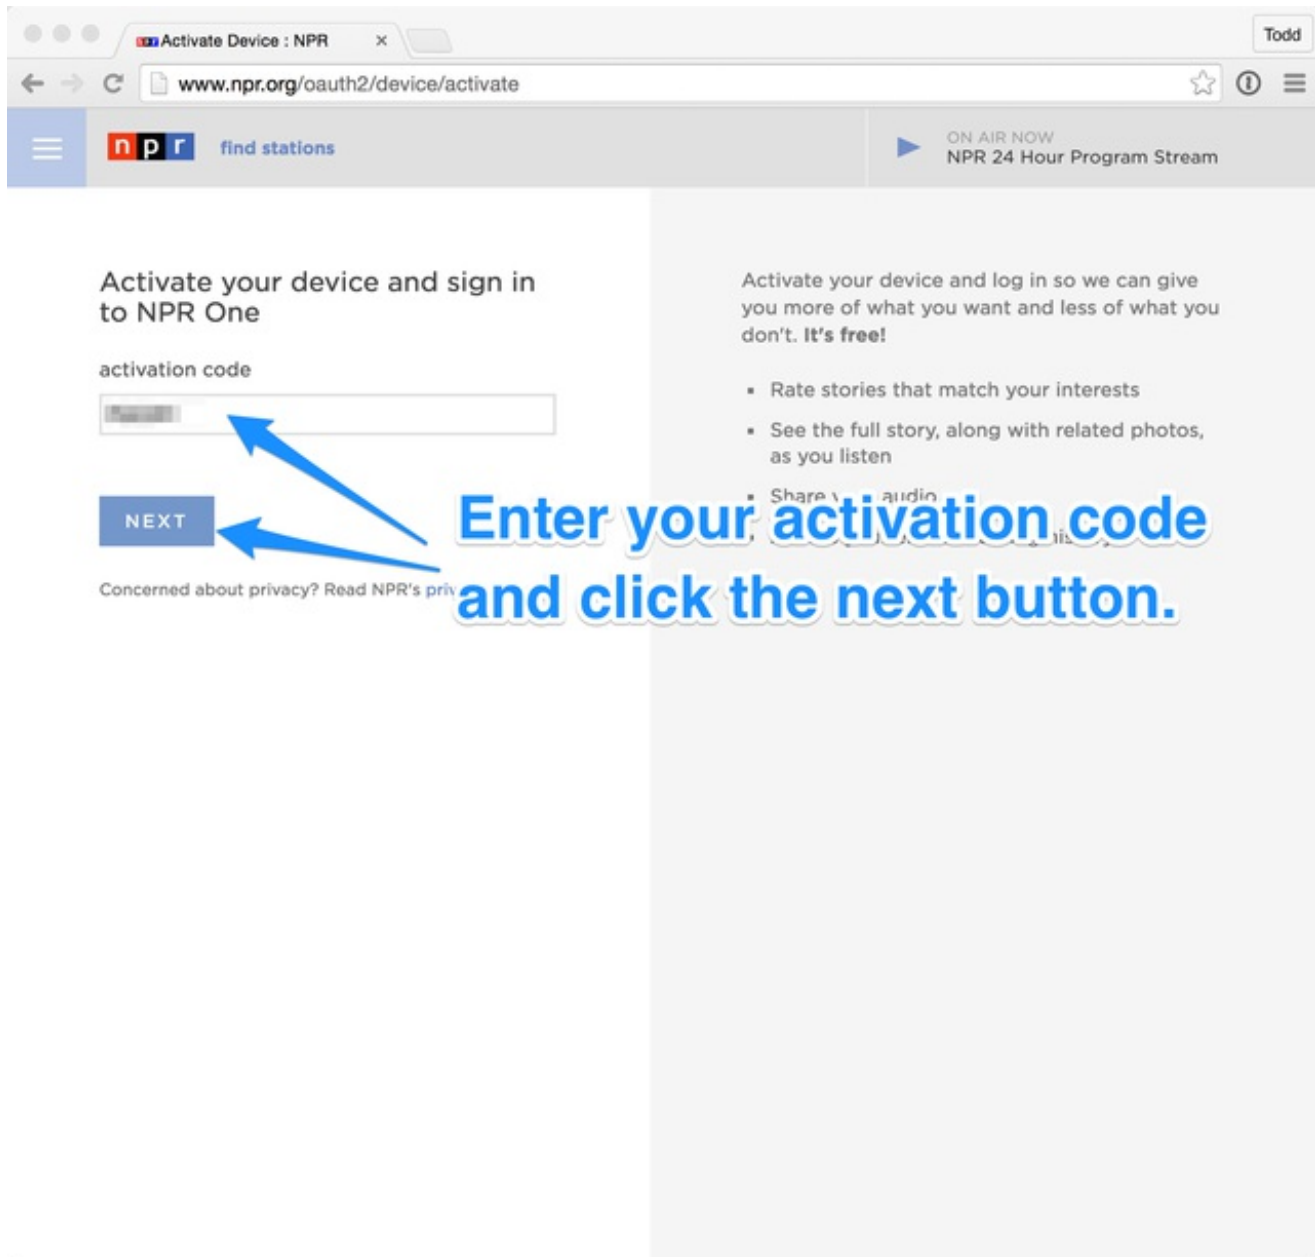 Activate Device : NPR
Todd
www.npr.org/oauth2/device/activate
npr find stations
ON AIR NOW
NPR 24 Hour Program Stream
Activate your device and sign in
to NPR One
activation code
NEXT
Concerned about privacy? Read NPR's
Activate your device and log in so we can give
you more of what you want and less of what you
don't. It's free!
▪ Rate stories that match your interests
▪ See the full story, along with related photos,
as you listen
▪ Share audio
Enter your activation code
and click the next button.